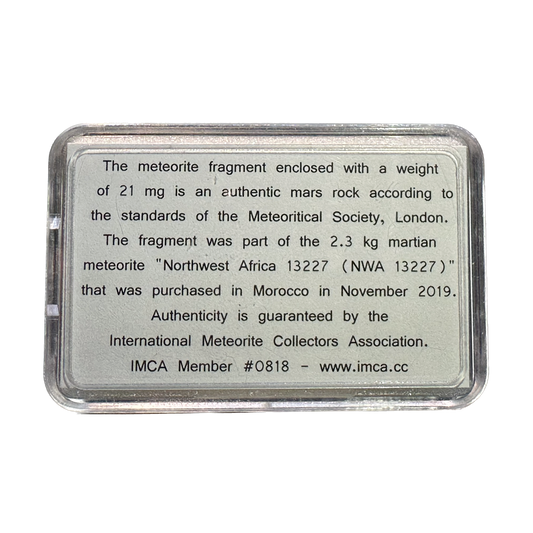 The meteorite fragment enclosed with a weight
of 21 mg is an authentic mars rock according to
the standards of the Meteoritical Society, London.
The fragment was part of the 2.3 kg martian
meteorite "Northwest Africa 13227 (NWA 13227)"
that was purchased in Morocco in November 2019.
Authenticity is guaranteed by the
International Meteorite Collectors Association.
IMCA Member #0818 - www.imca.cc